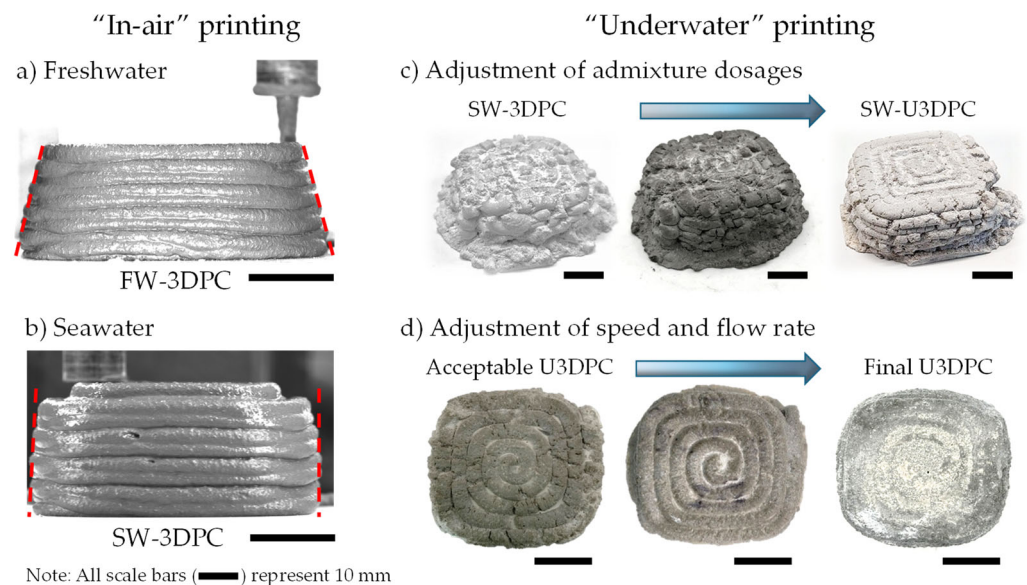 “In-air” printing
a) Freshwater
FW-3DPC
b) Seawater
SW-3DPC
Note: All scale bars ( ) represent 10 mm
“Underwater” printing
c) Adjustment of admixture dosages
SW-3DPC
SW-U3DPC
d) Adjustment of speed and flow rate
Acceptable U3DPC
Final U3DPC